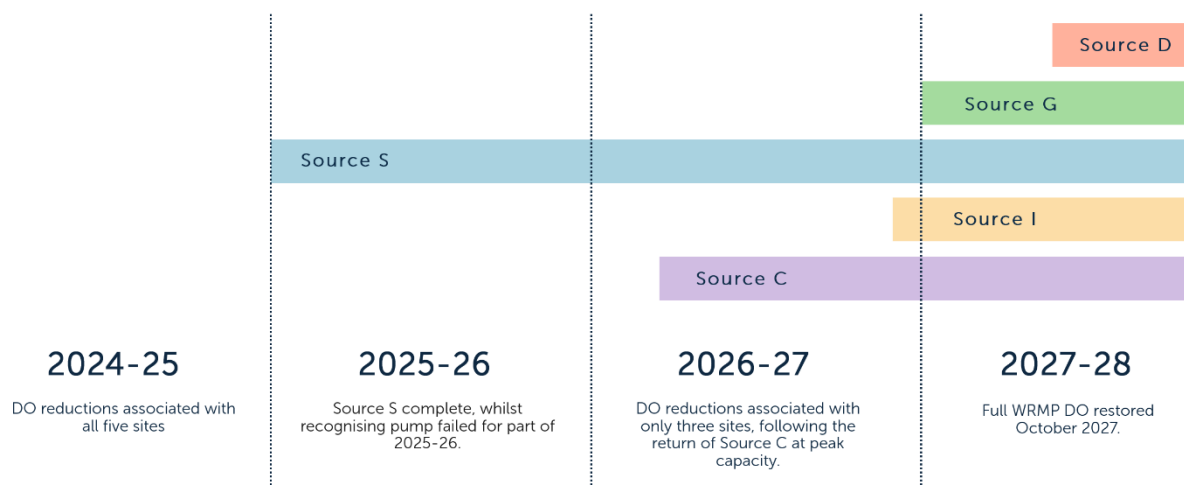 Source D
Source G
Source S
Source I
Source C
2024-25
DO reductions associated with
all five sites
2025-26
Source S complete, whilst
recognising pump failed for part of
2025-26.
2026-27
DO reductions associated with
only three sites, following the
return of Source C at peak
capacity.
2027-28
Full WRMP DO restored
October 2027.